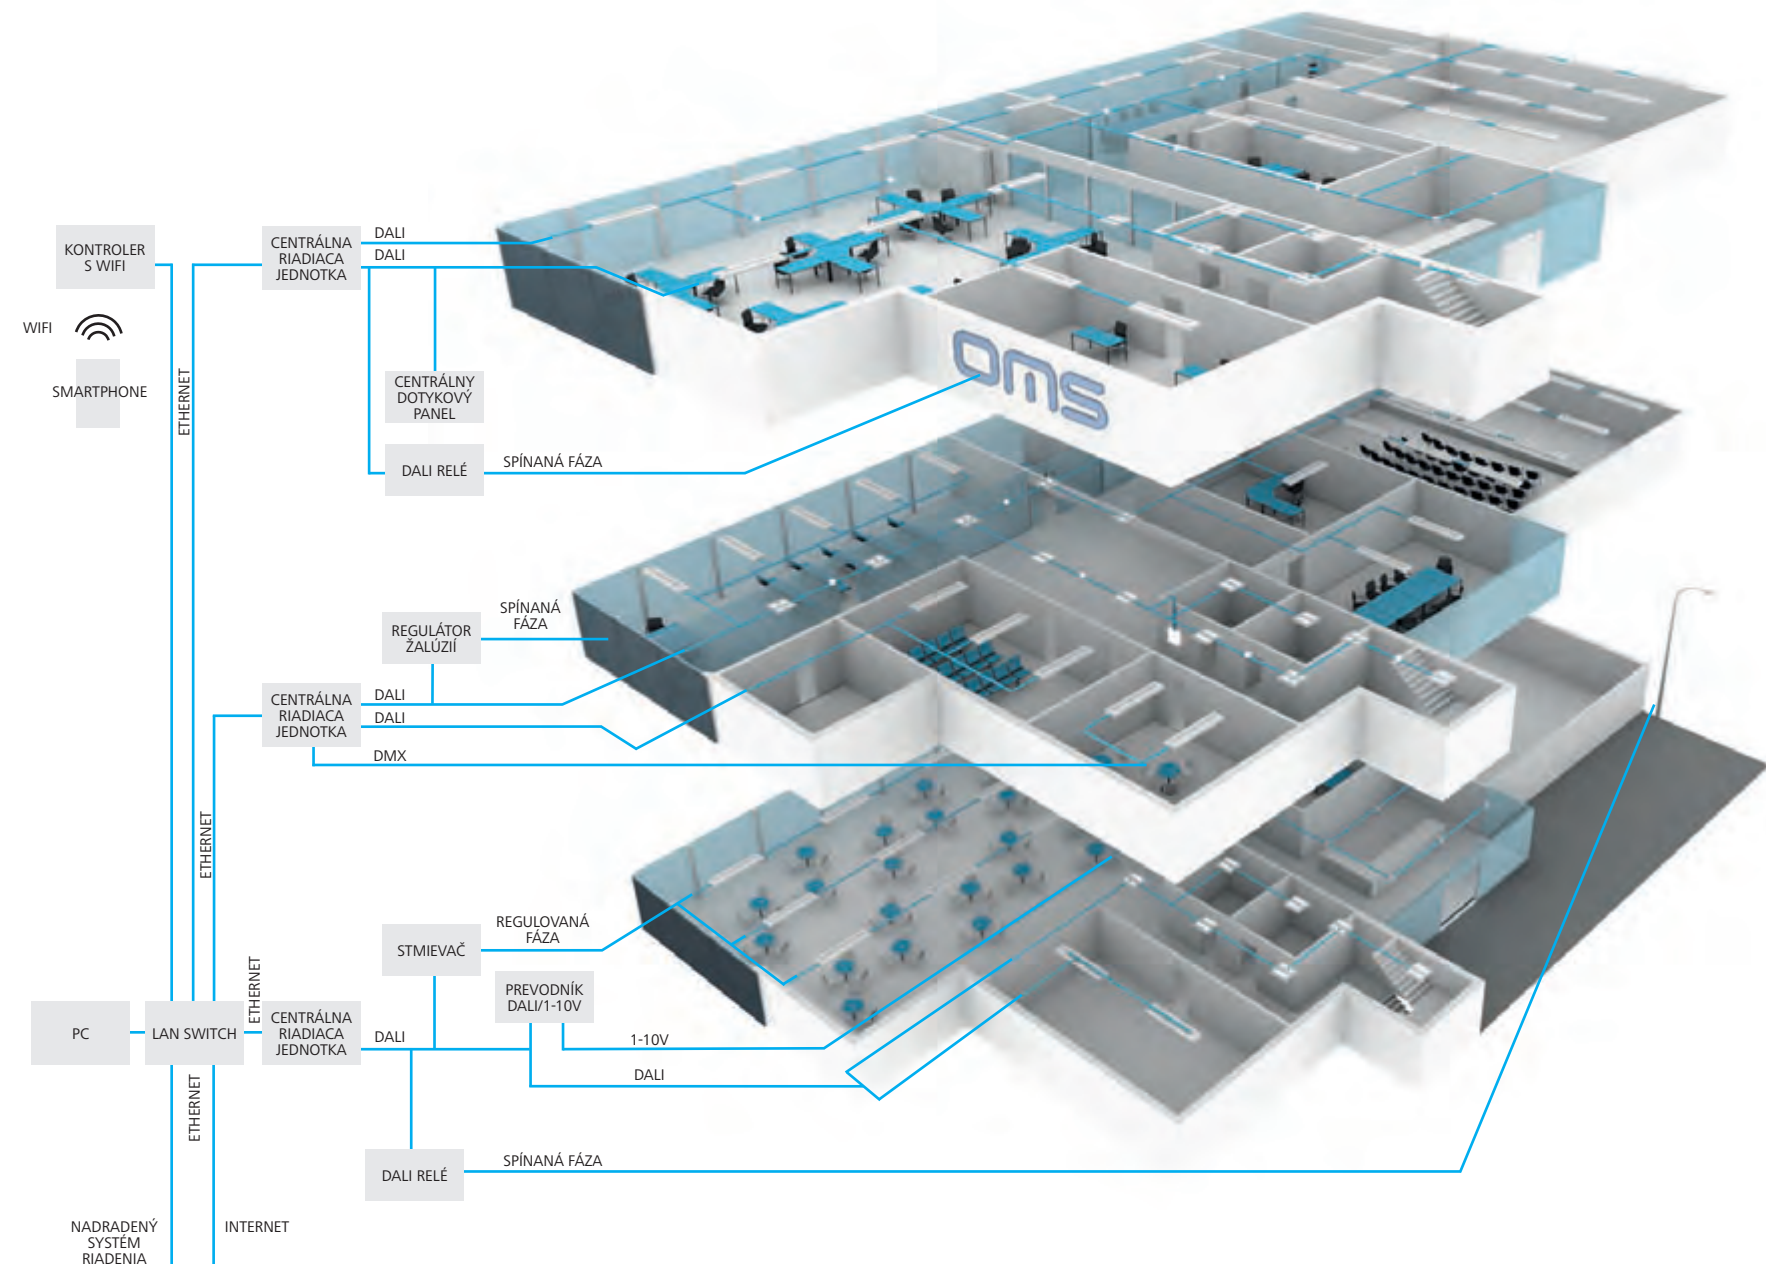 KONTROLER
S WIFI
WIFI
SMARTPHONE
ETHERNET
CENTRÁLNA
RIADIACA
JEDNOTKA
DALI
DALI
CENTRÁLNY
DOTYKOVÝ
PANEL
DALI RELÉ
SPÍNANÁ FÁZA
OMS
REGULÁTOR
ŽALÚZIÍ
SPÍNANÁ
FÁZA
CENTRÁLNA
RIADIACA
JEDNOTKA
DALI
DALI
DMX
ETHERNET
STMIEVAČ
REGULOVANÁ
FÁZA
PREVODNÍK
DALI/1-10V
ETHERNET
PC
LAN SWITCH
CENTRÁLNA
RIADIACA
JEDNOTKA
DALI
1-10V
DALI
ETHERNET
DALI RELÉ
SPÍNANÁ FÁZA
NADRADENÝ
SYSTÉM
RIADENIA
INTERNET